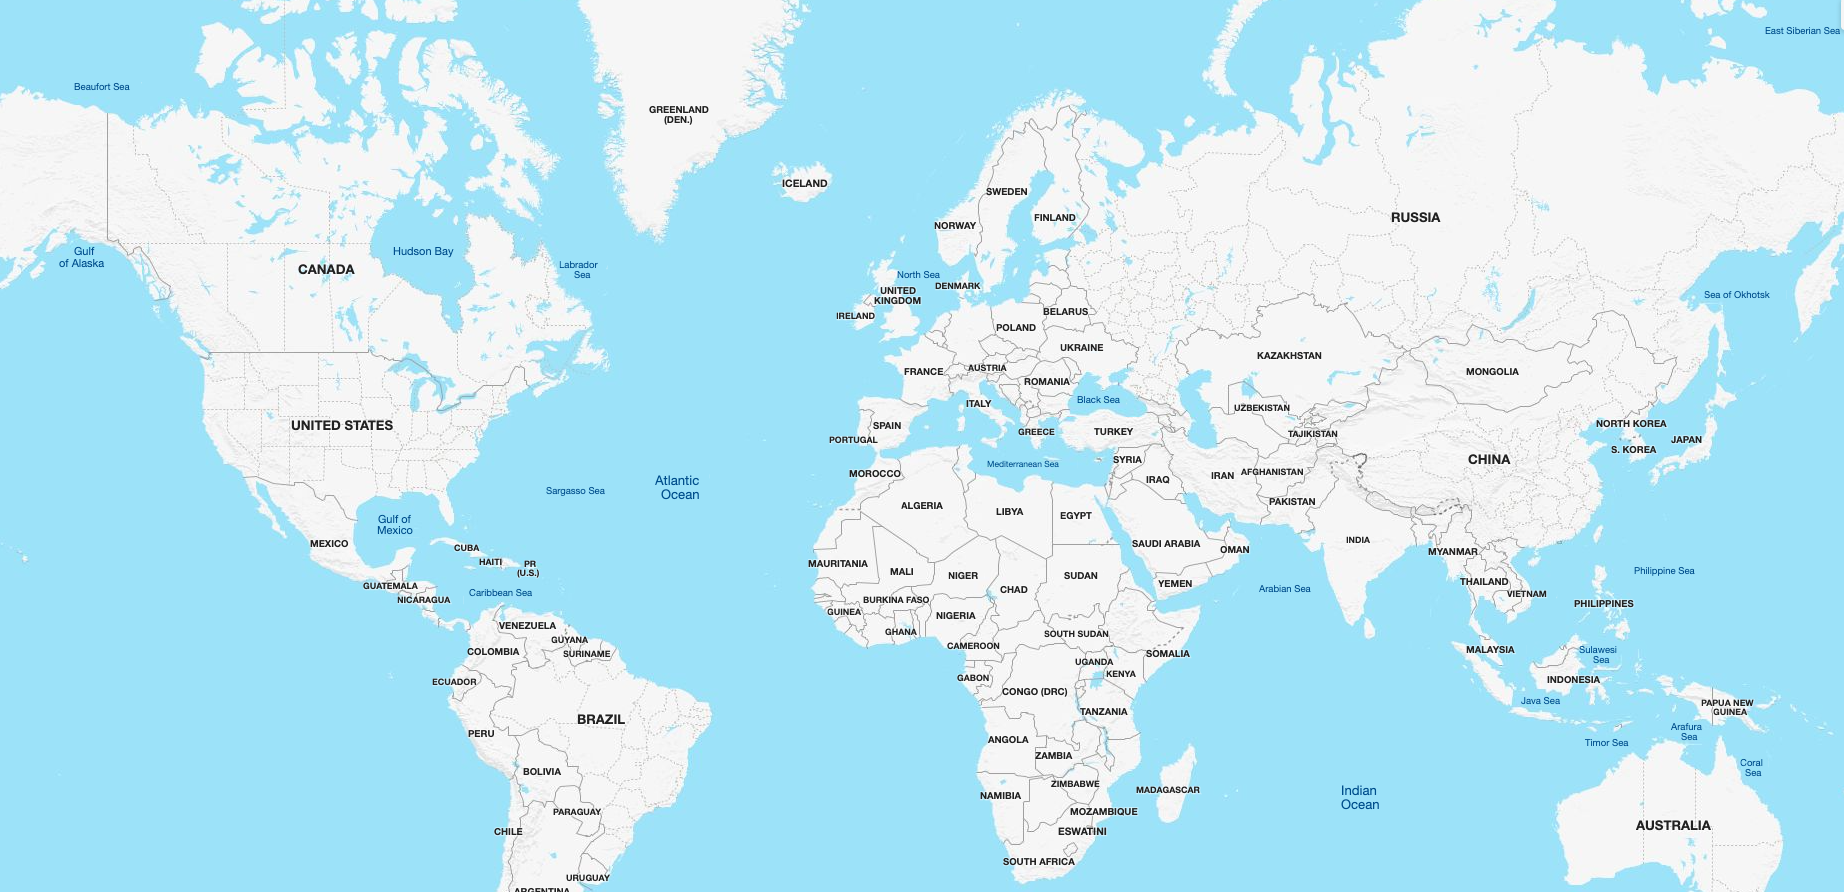 East Siberian Sea
Beaufort Sea
GREENLAND
(DEN.)
ICELAND
SWEDEN
FINLAND
NORWAY
RUSSIA
Gulf
of Alaska
Hudson Bay
CANADA
Labrador
Sea
North Sea
DENMARK
UNITED
KINGDOM
IRELAND
Sea of Okhotsk
BELARUS
POLAND
UKRAINE
KAZAKHSTAN
FRANCE
AUSTRIA
ROMANIA
MONGOLIA
Black Sea
ITALY
UZBEKISTAN
UNITED STATES
SPAIN
PORTUGAL
GREECE
TURKEY
TAJIKISTAN
NORTH KOREA
JAPAN
S. KOREA
CHINA
SYRIA
Mediterranean Sea
MOROCCO
IRAN
AFGHANISTAN
IRAQ
Atlantic
Ocean
Sargasso Sea
ALGERIA
LIBYA
EGYPT
PAKISTAN
Gulf of
Mexico
MEXICO
CUBA
HAITI
PR
(U.S.)
SAUDI ARABIA
OMAN
INDIA
MYANMAR
MAURITANIA
MALI
NIGER
CHAD
SUDAN
YEMEN
Arabian Sea
THAILAND
VIETNAM
Philippine Sea
PHILIPPINES
GUATEMALA
NICARAGUA
Caribbean Sea
BURKINA FASO
GUINEA
NIGERIA
GHANA
CAMEROON
SOUTH SUDAN
SOMALIA
VENEZUELA
GUYANA
SURINAME
COLOMBIA
ECUADOR
UGANDA
KENYA
GABON
CONGO (DRC)
TANZANIA
MALAYSIA
Sulawesi
Sea
INDONESIA
Java Sea
PAPUA NEW
GUINEA
Arafura
Sea
Timor Sea
Coral
Sea
BRAZIL
PERU
BOLIVIA
PARAGUAY
CHILE
URUGUAY
ARGENTINA
ANGOLA
ZAMBIA
ZIMBABWE
NAMIBIA
MADAGASCAR
MOZAMBIQUE
ESWATINI
SOUTH AFRICA
Indian
Ocean
AUSTRALIA